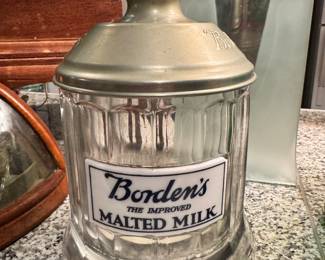 Borden's
THE IMPROVED
MALTED MILK